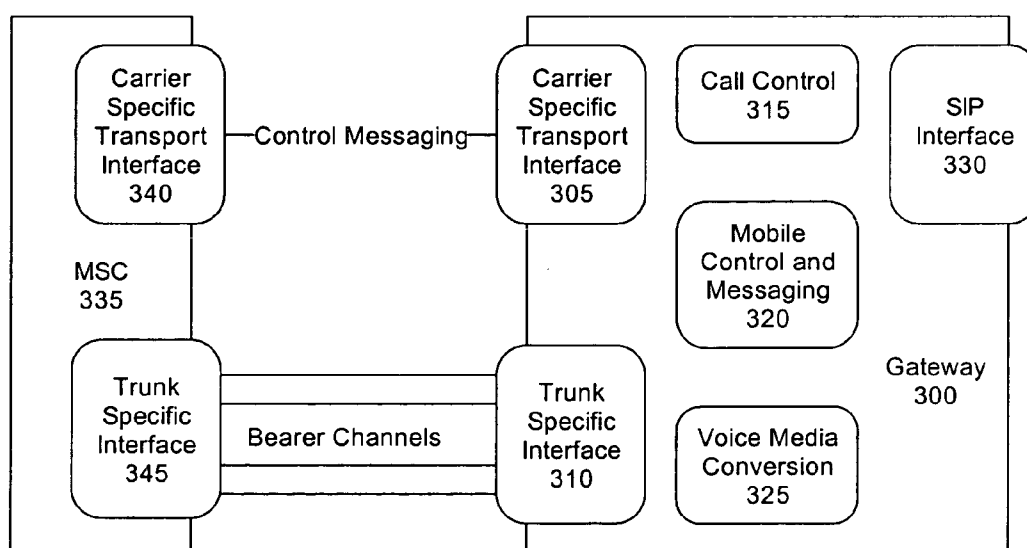 Carrier
Specific
Transport
Interface
340
Control Messaging
Carrier
Specific
Transport
Interface
305
Call Control
315
SIP
Interface
330
MSC
335
Mobile
Control and
Messaging
320
Gateway
300
Trunk
Specific
Interface
345
Bearer Channels
Trunk
Specific
Interface
310
Voice Media
Conversion
325